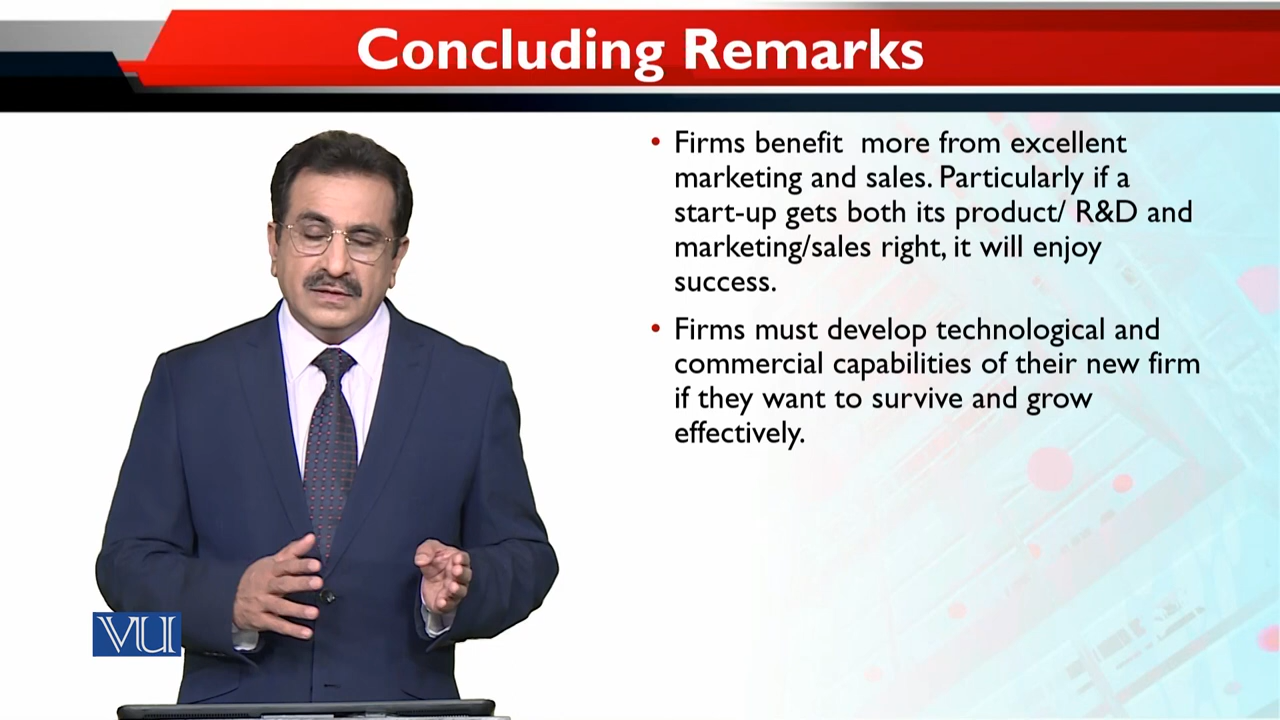 Concluding Remarks
• Firms benefit more from excellent
marketing and sales. Particularly if a
start-up gets both its product/ R&D and
marketing/sales right, it will enjoy
success.
• Firms must develop technological and
commercial capabilities of their new firm
if they want to survive and grow
effectively.
VU